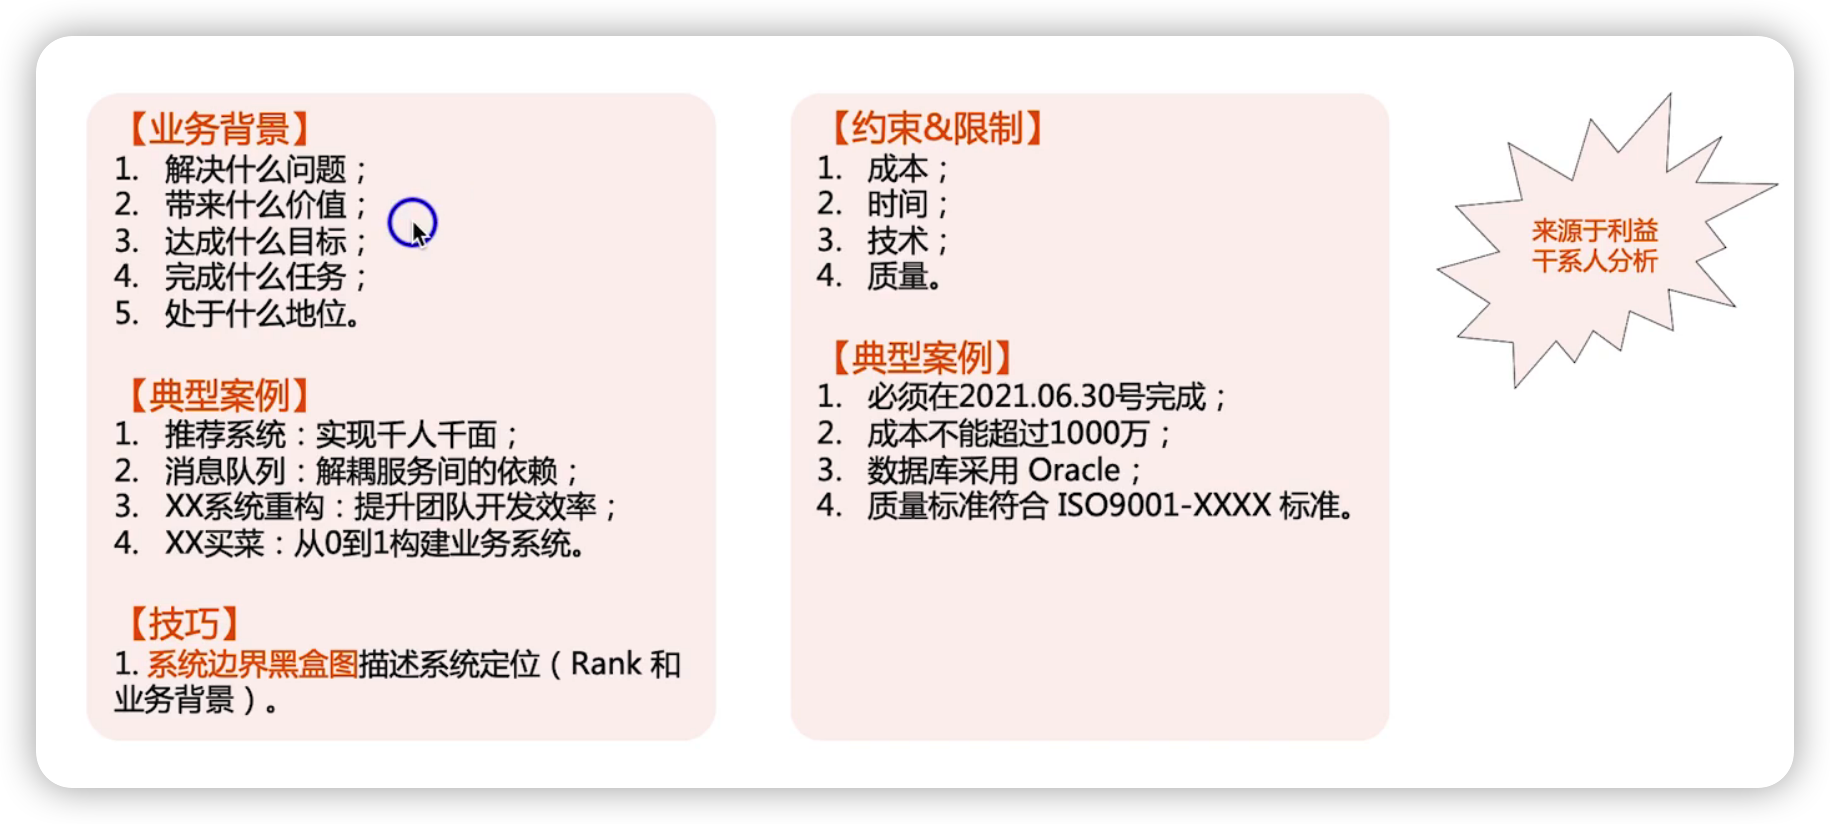 【业务背景】
1. 解决什么问题；
2. 带来什么价值；
3. 达成什么目标；
4. 完成什么任务；
5. 处于什么地位。
【典型案例】
1. 推荐系统：实现千人千面；
2. 消息队列：解耦服务间的依赖；
3. XX系统重构：提升团队开发效率；
4. XX买菜：从0到1构建业务系统。
【技巧】
1. 系统边界黑盒图描述系统定位（Rank 和
业务背景）。
【约束&限制】
1. 成本；
2. 时间；
3. 技术；
4. 质量。
【典型案例】
1. 必须在2021.06.30号完成；
2. 成本不能超过1000万；
3. 数据库采用 Oracle；
4. 质量标准符合 ISO9001-XXXX 标准。
来源于利益
干系人分析